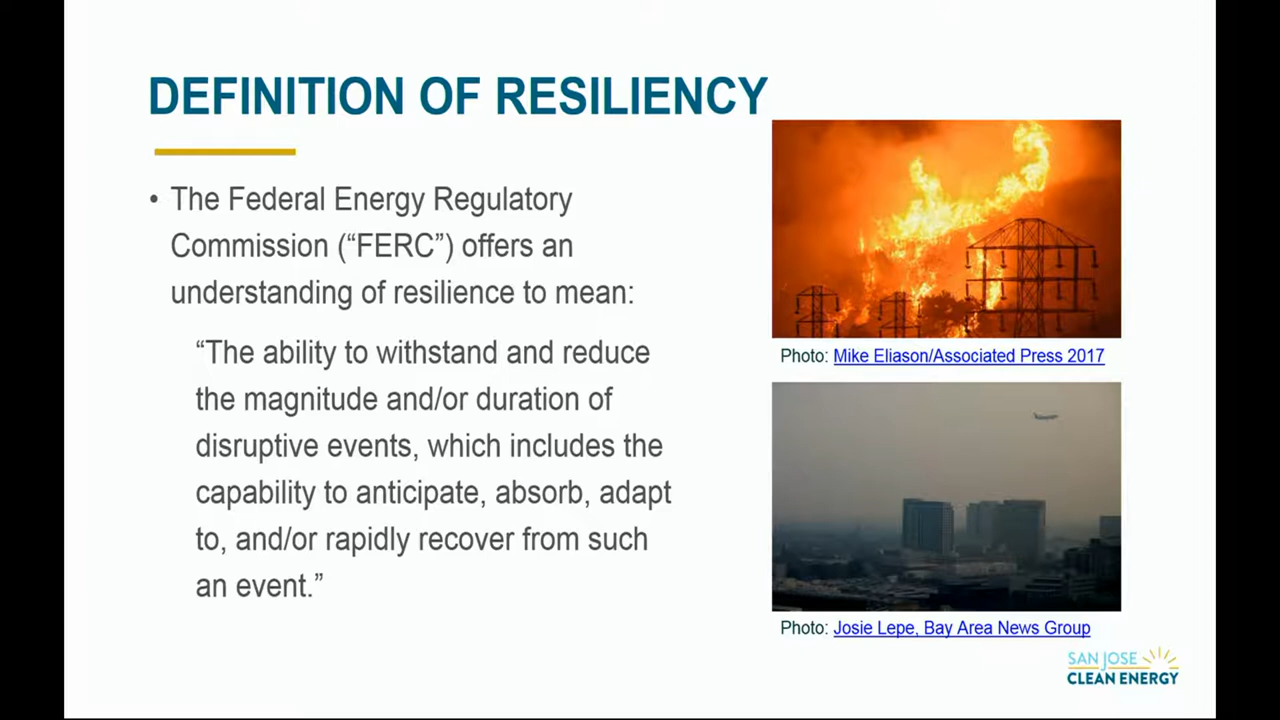 DEFINITION OF RESILIENCY
• The Federal Energy Regulatory
Commission (“FERC”) offers an
understanding of resilience to mean:
“The ability to withstand and reduce
the magnitude and/or duration of
disruptive events, which includes the
capability to anticipate, absorb, adapt
to, and/or rapidly recover from such
an event.”
Photo: Mike Eliason/Associated Press 2017
Photo: Josie Lepe, Bay Area News Group
SAN JOSE
CLEAN ENERGY